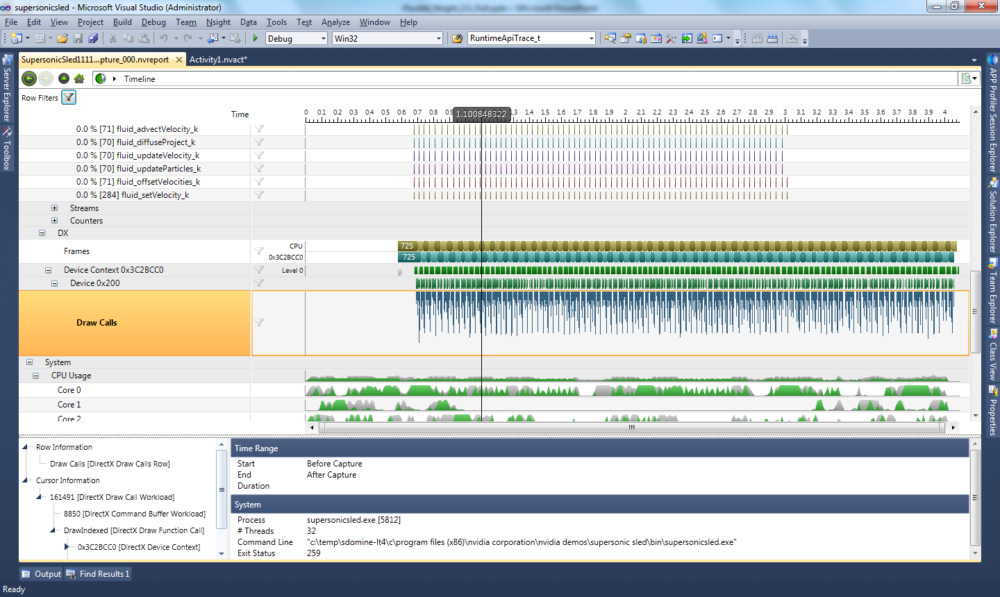 supersonicsled - Microsoft Visual Studio (Administrator)
File Edit View Project Build Debug Team Nsight Data Tools Test Analyze Window Help
Debug Win32 RuntimeApiTrace_t
SupersonicSled1111...pture_000.nvreport Activity1.nvact*
Timeline
Row Filters
Time 0 0.1 0.2 0.3 0.4 0.5 0.6 0.7 0.8 0.9 1.100848322 1.3 1.4 1.5 1.6 1.7 1.8 1.9 2 2.1 2.2 2.3 2.4 2.5 2.6 2.7 2.8 2.9 3 3.1 3.2 3.3 3.4 3.5 3.6 3.7 3.8 3.9 4
0.0 % [71] fluid_advectVelocity_k
0.0 % [70] fluid_diffuseProject_k
0.0 % [70] fluid_updateVelocity_k
0.0 % [70] fluid_updateParticles_k
0.0 % [71] fluid_offsetVelocities_k
0.0 % [284] fluid_setVelocity_k
Streams
Counters
DX
Frames CPU 725
0x3C2BCC0 725
Device Context 0x3C2BCC0 Level 0
Device 0x200
Draw Calls
System
CPU Usage
Core 0
Core 1
Core 2
Row Information
Draw Calls [DirectX Draw Calls Row]
Cursor Information
161491 [DirectX Draw Call Workload]
8850 [DirectX Command Buffer Workload]
DrawIndexed [DirectX Draw Function Call]
0x3C2BCC0 [DirectX Device Context]
Time Range
Start Before Capture
End After Capture
Duration
System
Process supersonicsled.exe [5812]
# Threads 32
Command Line "c:\temp\sdomine-lt4\c\program files (x86)\nvidia corporation\nvidia demos\supersonic sled\bin\supersonicsled.exe"
Exit Status 259
Server Explorer
Toolbox
APP Profiler Session Explorer
Solution Explorer
Team Explorer
Class View
Properties
Output Find Results 1
Ready